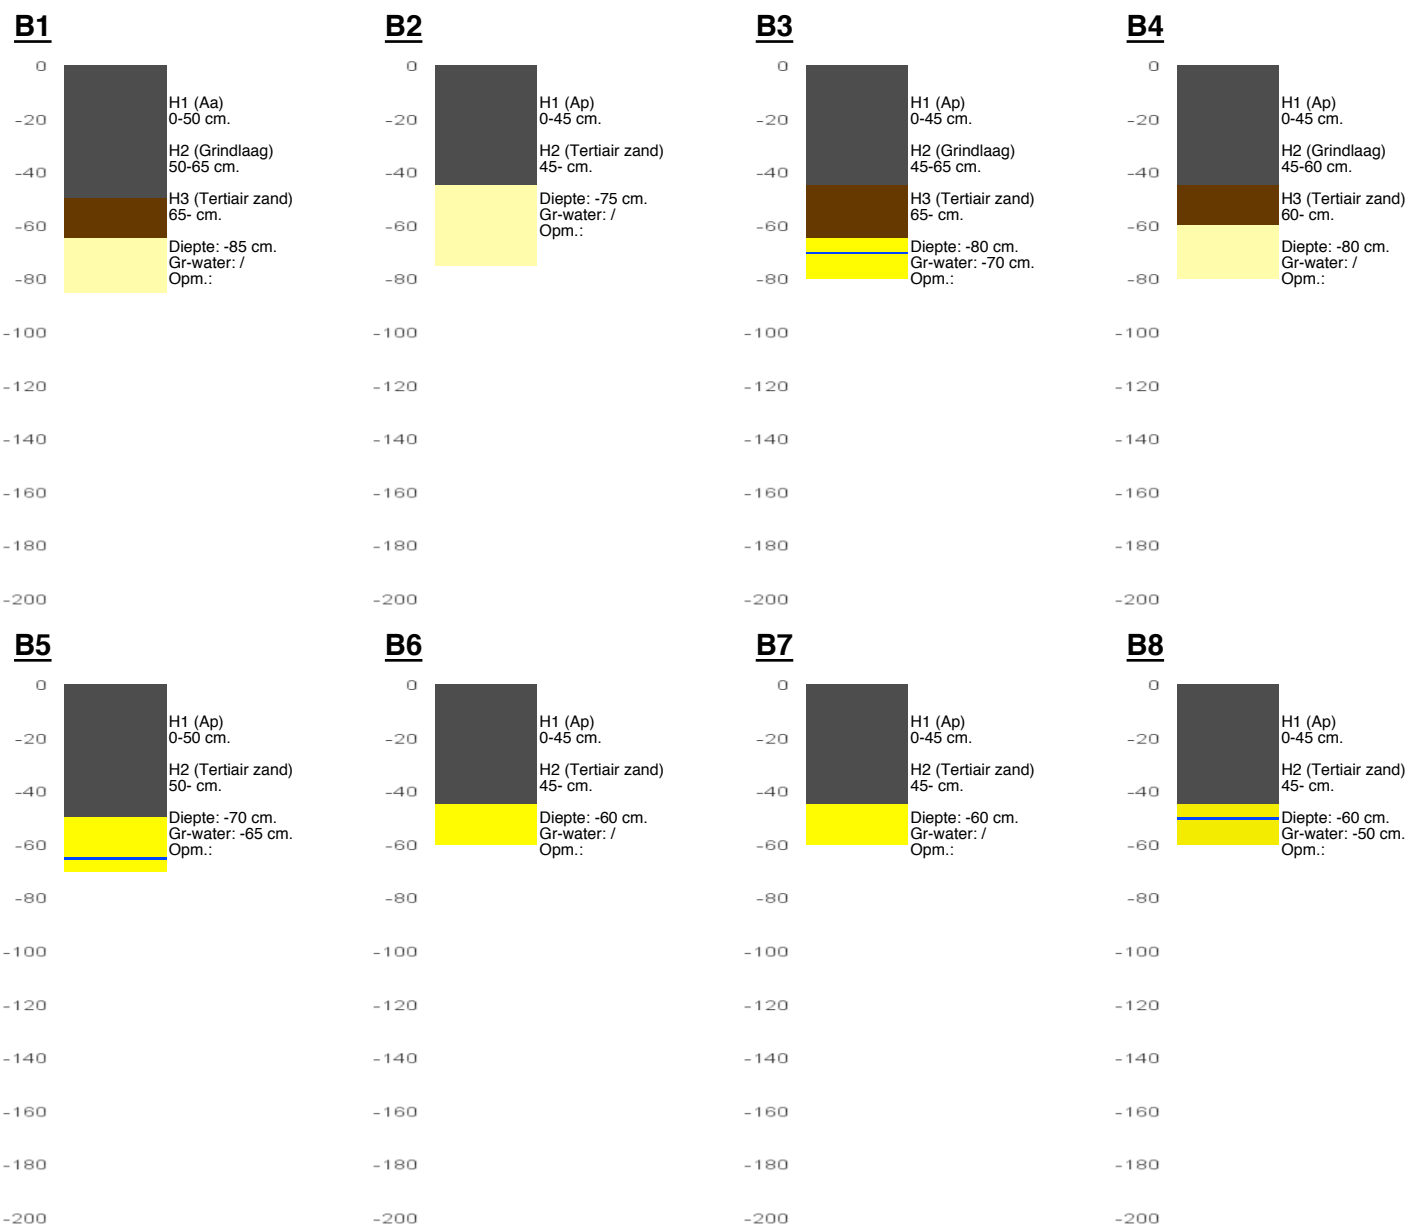 B1
0
-20
-40
-60
-80
-100
-120
-140
-160
-180
-200
H1 (Aa)
0-50 cm.
H2 (Grindlaag)
50-65 cm.
H3 (Tertiair zand)
65- cm.
Diepte: -85 cm.
Gr-water: /
Opm.:
B2
0
-20
-40
-60
-80
-100
-120
-140
-160
-180
-200
H1 (Ap)
0-45 cm.
H2 (Tertiair zand)
45- cm.
Diepte: -75 cm.
Gr-water: /
Opm.:
B3
0
-20
-40
-60
-80
-100
-120
-140
-160
-180
-200
H1 (Ap)
0-45 cm.
H2 (Grindlaag)
45-65 cm.
H3 (Tertiair zand)
65- cm.
Diepte: -80 cm.
Gr-water: -70 cm.
Opm.:
B4
0
-20
-40
-60
-80
-100
-120
-140
-160
-180
-200
H1 (Ap)
0-45 cm.
H2 (Grindlaag)
45-60 cm.
H3 (Tertiair zand)
60- cm.
Diepte: -80 cm.
Gr-water: /
Opm.:
B5
0
-20
-40
-60
-80
-100
-120
-140
-160
-180
-200
H1 (Ap)
0-50 cm.
H2 (Tertiair zand)
50- cm.
Diepte: -70 cm.
Gr-water: -65 cm.
Opm.:
B6
0
-20
-40
-60
-80
-100
-120
-140
-160
-180
-200
H1 (Ap)
0-45 cm.
H2 (Tertiair zand)
45- cm.
Diepte: -60 cm.
Gr-water: /
Opm.:
B7
0
-20
-40
-60
-80
-100
-120
-140
-160
-180
-200
H1 (Ap)
0-45 cm.
H2 (Tertiair zand)
45- cm.
Diepte: -60 cm.
Gr-water: /
Opm.:
B8
0
-20
-40
-60
-80
-100
-120
-140
-160
-180
-200
H1 (Ap)
0-45 cm.
H2 (Tertiair zand)
45- cm.
Diepte: -60 cm.
Gr-water: -50 cm.
Opm.: